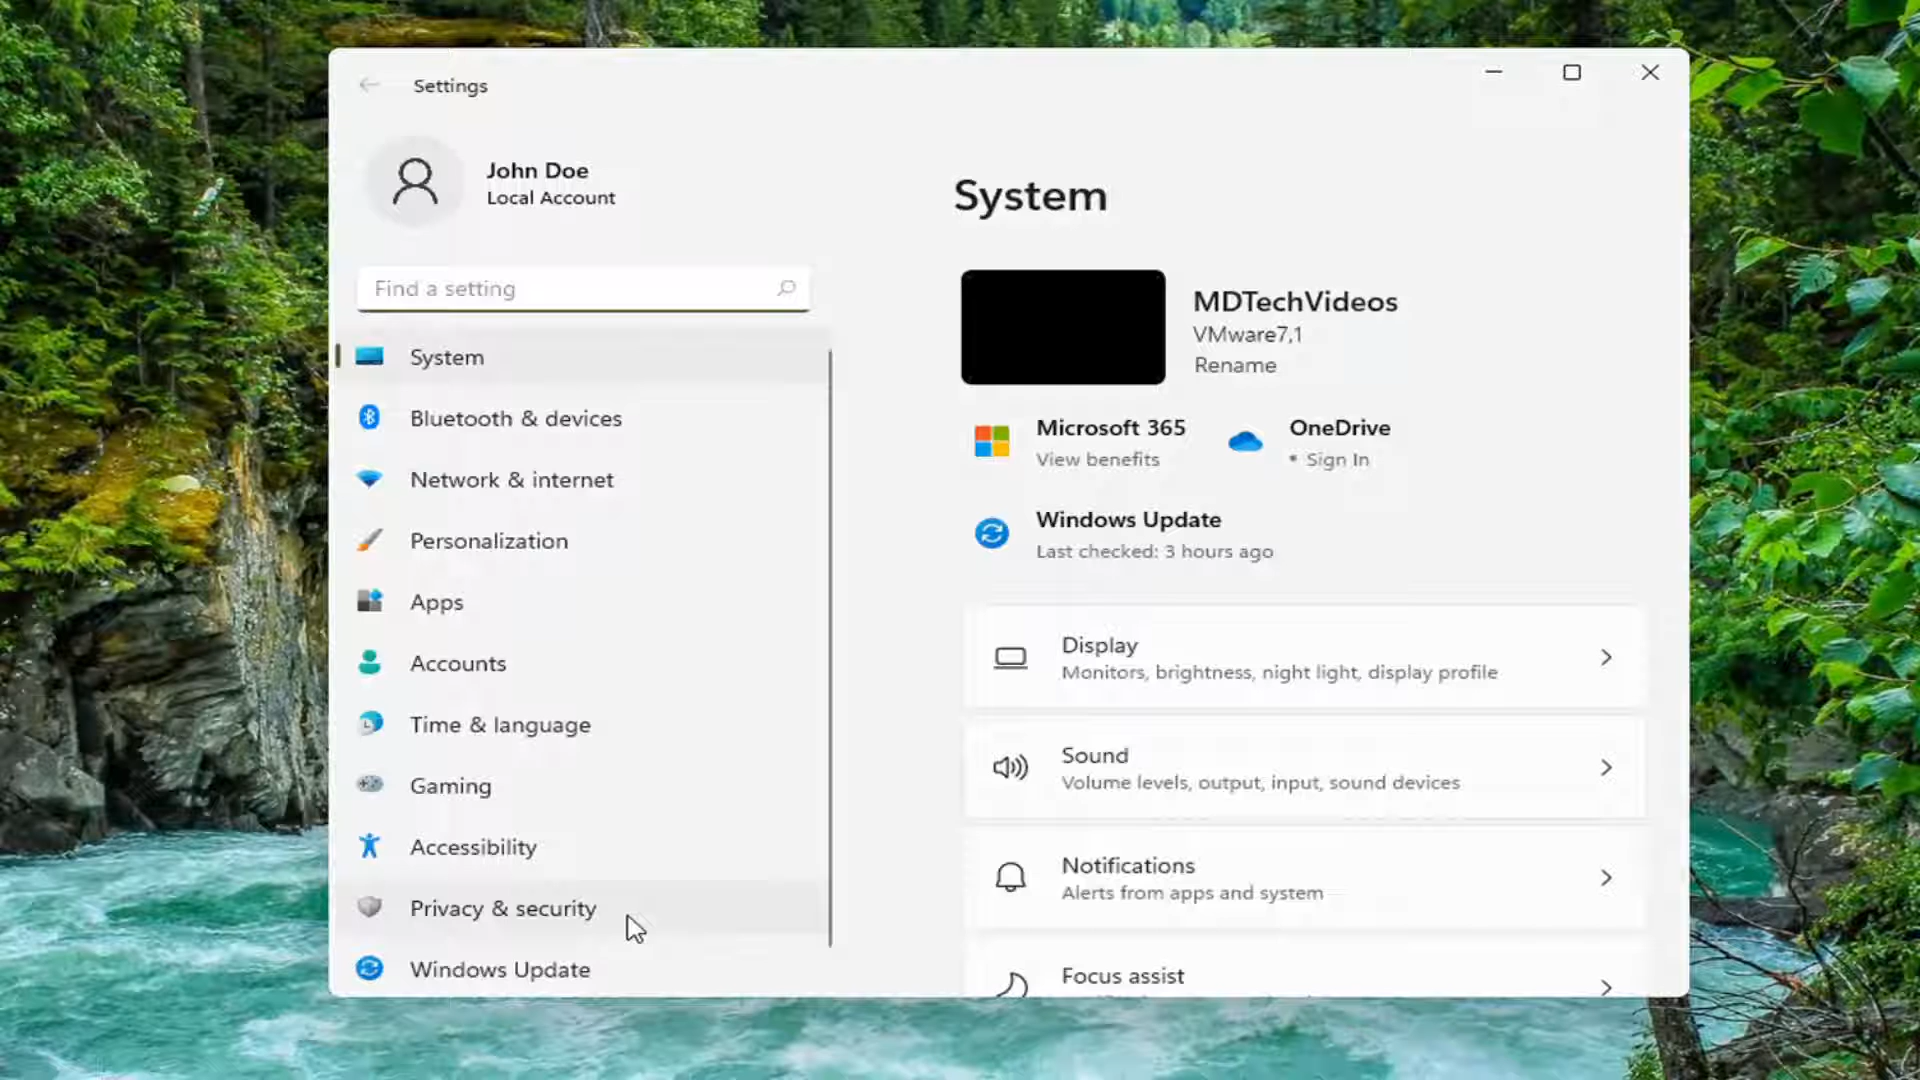 Settings
John Doe
Local Account
Find a setting
System
Bluetooth & devices
Network & internet
Personalization
Apps
Accounts
Time & language
Gaming
Accessibility
Privacy & security
Windows Update
System
MDTechVideos
VMware7,1
Rename
Microsoft 365
View benefits
OneDrive
• Sign In
Windows Update
Last checked: 3 hours ago
Display
Monitors, brightness, night light, display profile
Sound
Volume levels, output, input, sound devices
Notifications
Alerts from apps and system
Focus assist